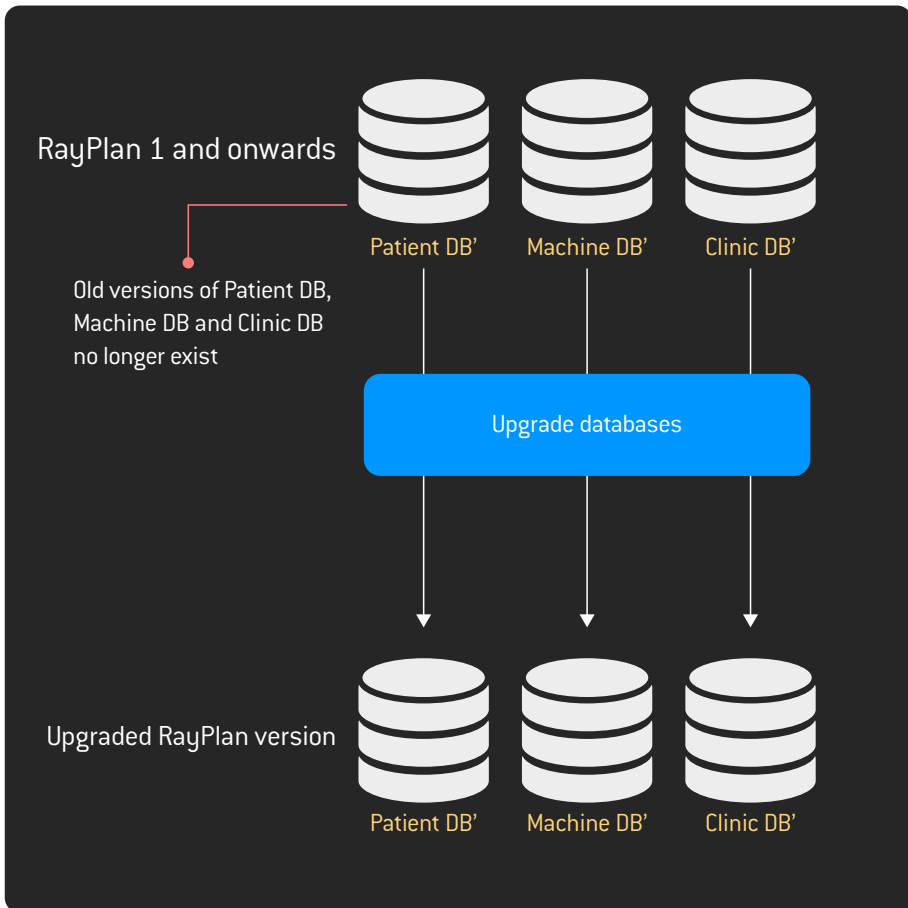 RayPlan 1 and onwards
Patient DB’
Machine DB’
Clinic DB’
Old versions of Patient DB,
Machine DB and Clinic DB
no longer exist
Upgrade databases
Upgraded RayPlan version
Patient DB’
Machine DB’
Clinic DB’